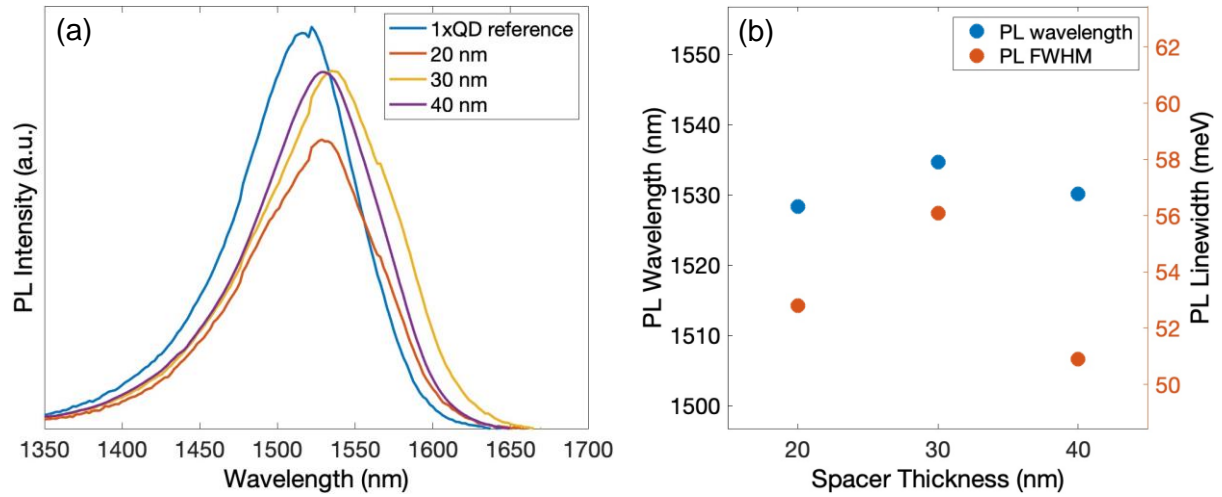 (a)
1xQD reference
20 nm
30 nm
40 nm
PL Intensity (a.u.)
1350 1400 1450 1500 1550 1600 1650 1700
Wavelength (nm)
(b)
PL wavelength
PL FWHM
PL Wavelength (nm)
1550
1540
1530
1520
1510
1500
62
60
58
56
54
52
50
PL Linewidth (meV)
20 30 40
Spacer Thickness (nm)